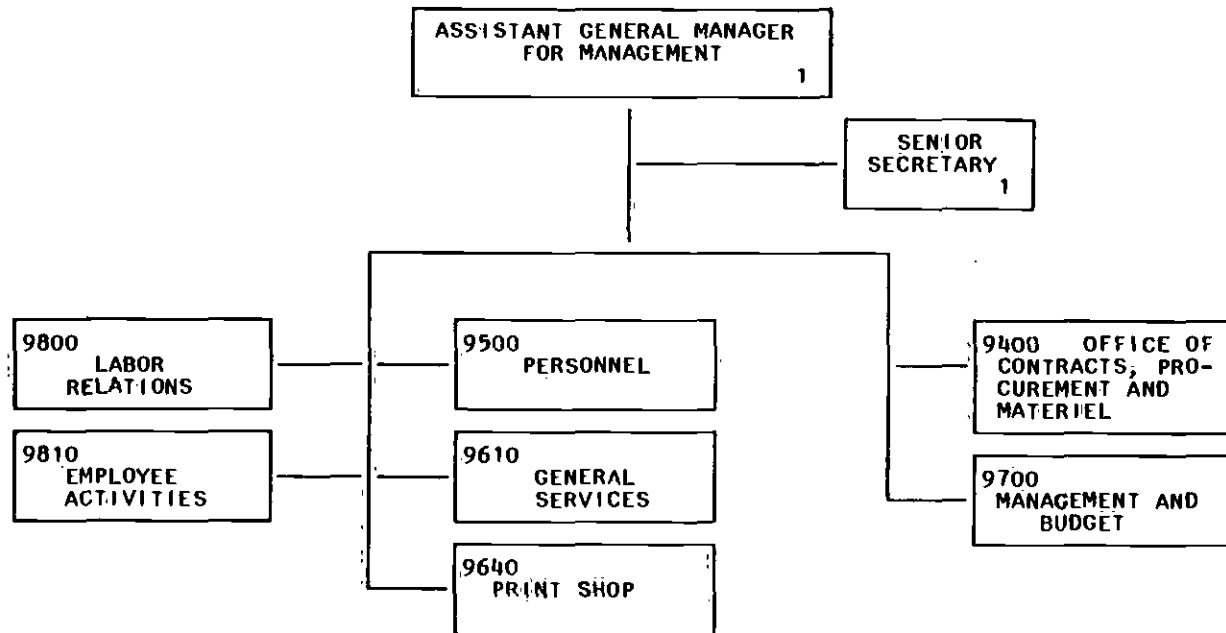 ASSISTANT GENERAL MANAGER
FOR MANAGEMENT
1
SENIOR
SECRETARY
1
9800
LABOR
RELATIONS
9500
PERSONNEL
9400 OFFICE OF
CONTRACTS, PRO-
CUREMENT AND
MATERIEL
9810
EMPLOYEE
ACTIVITIES
9610
GENERAL
SERVICES
9700
MANAGEMENT AND
BUDGET
9640
PRINT SHOP